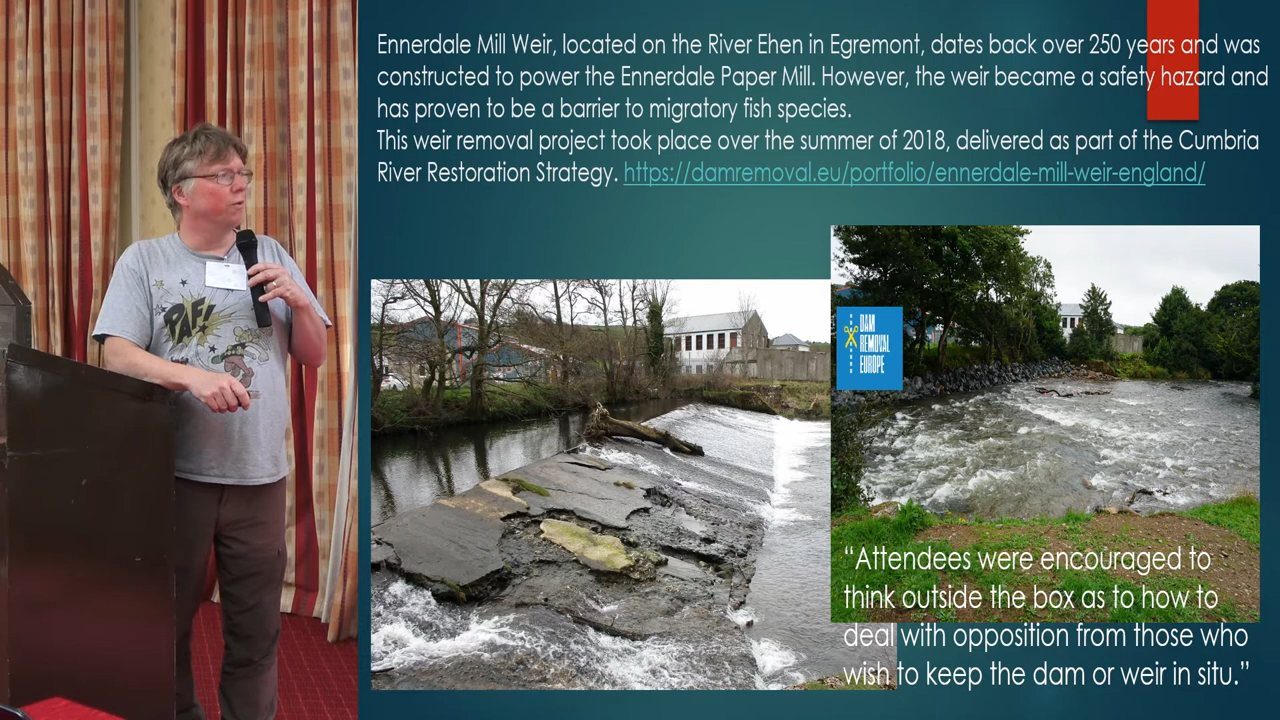 Ennerdale Mill Weir, located on the River Ehen in Egremont, dates back over 250 years and was
constructed to power the Ennerdale Paper Mill. However, the weir became a safety hazard and
has proven to be a barrier to migratory fish species.
This weir removal project took place over the summer of 2018, delivered as part of the Cumbria
River Restoration Strategy. https://damremoval.eu/portfolio/ennerdale-mill-weir-england/
PAF!
DAM
REMOVAL
EUROPE
“Attendees were encouraged to
think outside the box as to how to
deal with opposition from those who
wish to keep the dam or weir in situ.”